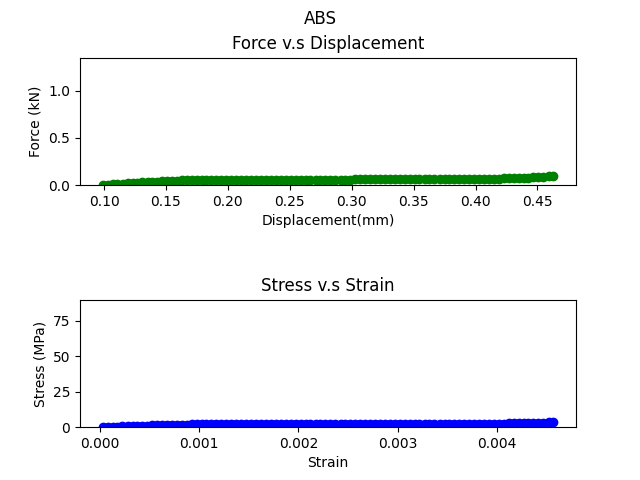 ABS
Force v.s Displacement
1.0
0.5
0.0
Force (kN)
0.10 0.15 0.20 0.25 0.30 0.35 0.40 0.45
Displacement(mm)
Stress v.s Strain
75
50
25
0
Stress (MPa)
0.000 0.001 0.002 0.003 0.004
Strain